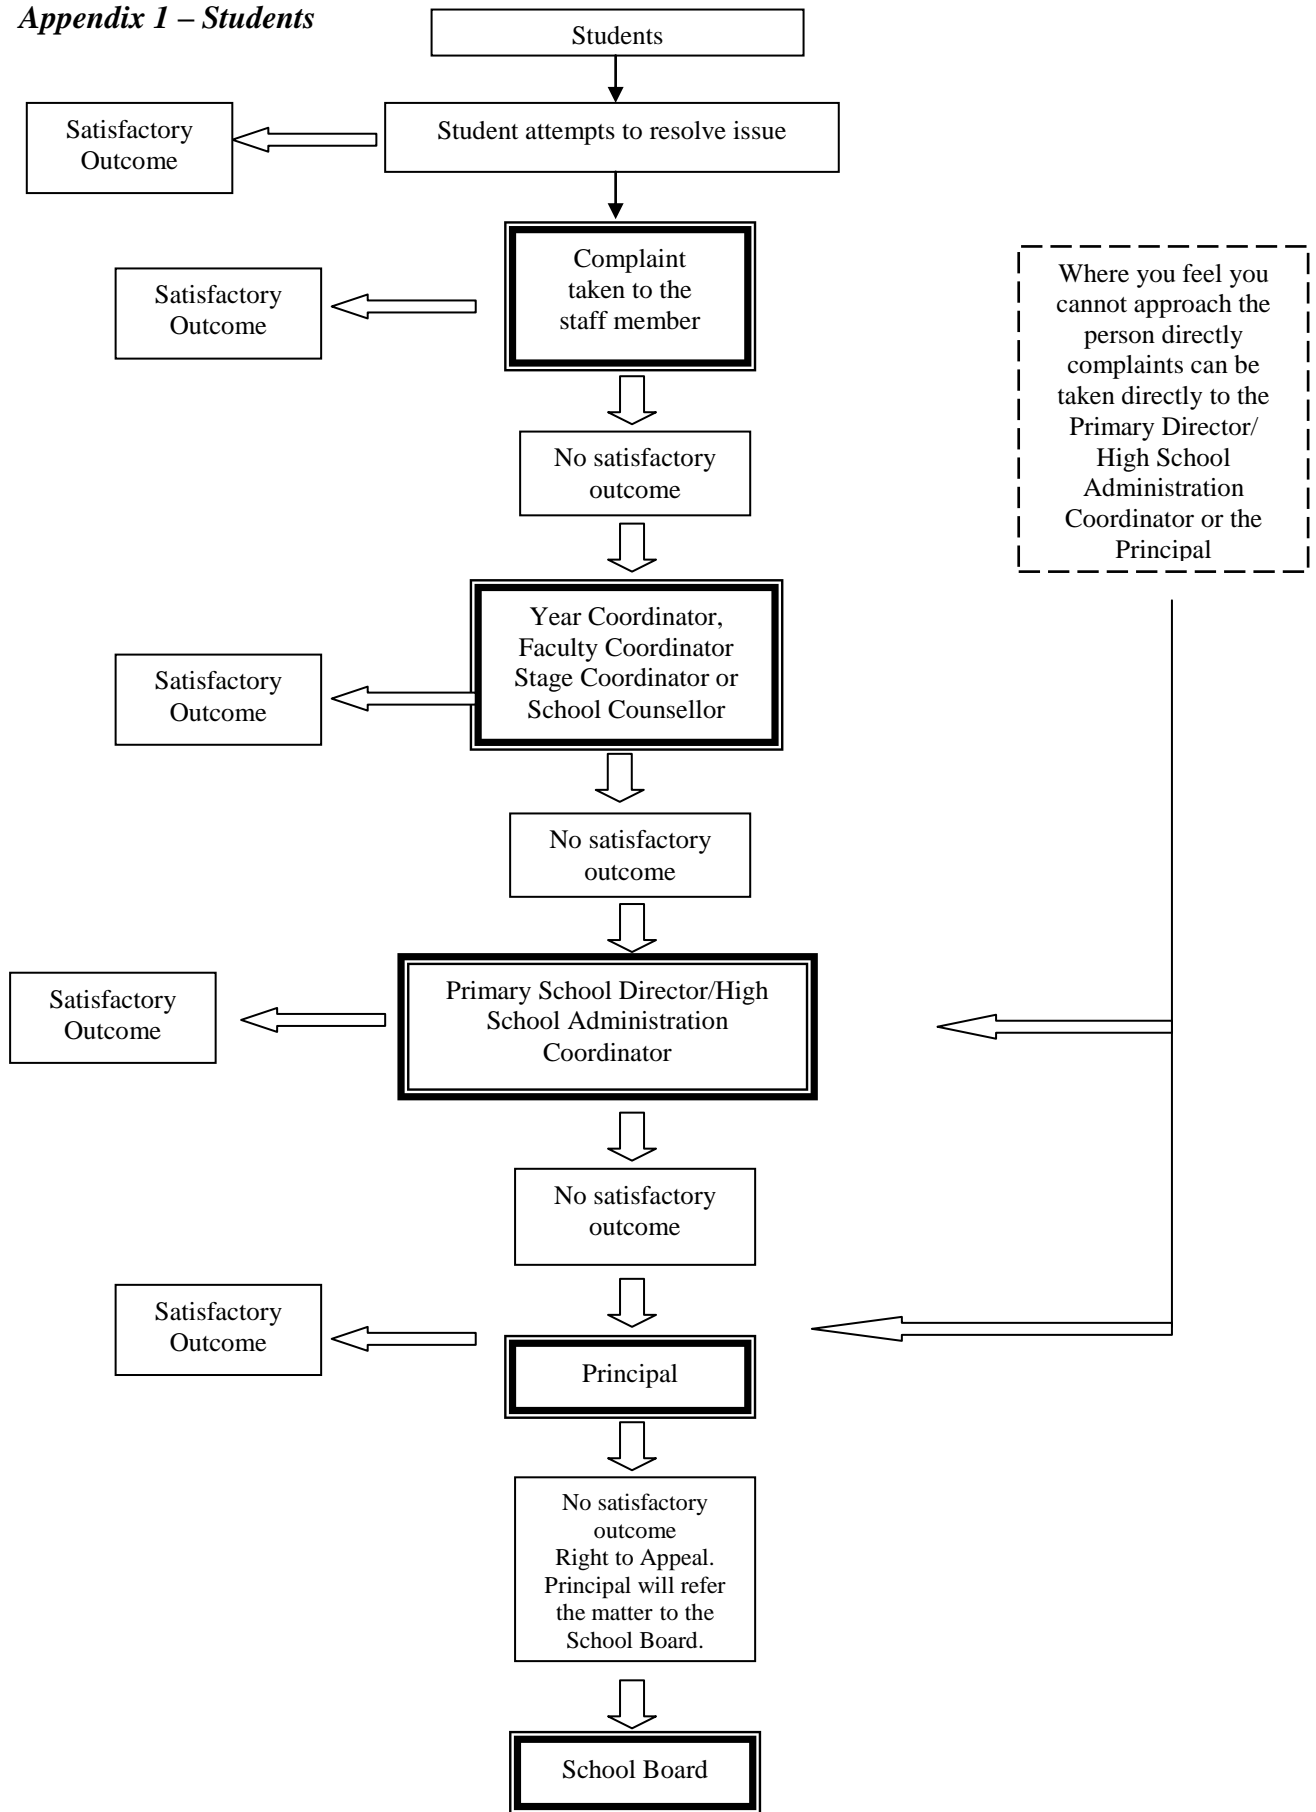 Appendix 1 – Students
Students
Student attempts to resolve issue
Satisfactory
Outcome
Complaint
taken to the
staff member
Satisfactory
Outcome
Where you feel you
cannot approach the
person directly
complaints can be
taken directly to the
Primary Director/
High School
Administration
Coordinator or the
Principal
No satisfactory
outcome
Year Coordinator,
Faculty Coordinator
Stage Coordinator or
School Counsellor
Satisfactory
Outcome
No satisfactory
outcome
Primary School Director/High
School Administration
Coordinator
Satisfactory
Outcome
No satisfactory
outcome
Satisfactory
Outcome
Principal
No satisfactory
outcome
Right to Appeal.
Principal will refer
the matter to the
School Board.
School Board